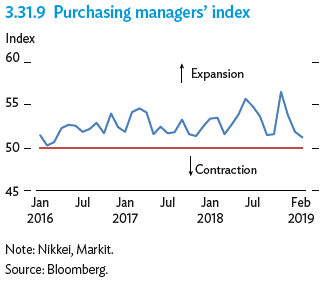 3.31.9 Purchasing managers' index
Index
60
Expansion
55
50
Contraction
45
Jan Jul Jan Jul Jan Jul Feb
2016 2017 2018 2019
Note: Nikkei, Markit.
Source: Bloomberg.